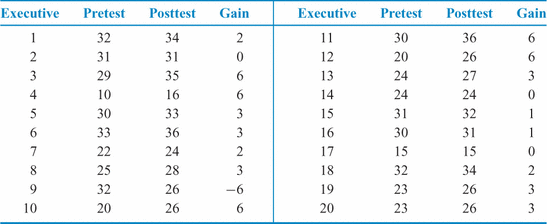 Executive Pretest Posttest Gain Executive Pretest Posttest Gain
1 32 34 2 11 30 36 6
2 31 31 0 12 20 26 6
3 29 35 6 13 24 27 3
4 10 16 6 14 24 24 0
5 30 33 3 15 31 32 1
6 33 36 3 16 30 31 1
7 22 24 2 17 15 15 0
8 25 28 3 18 32 34 2
9 32 26 −6 19 23 26 3
10 20 26 6 20 23 26 3